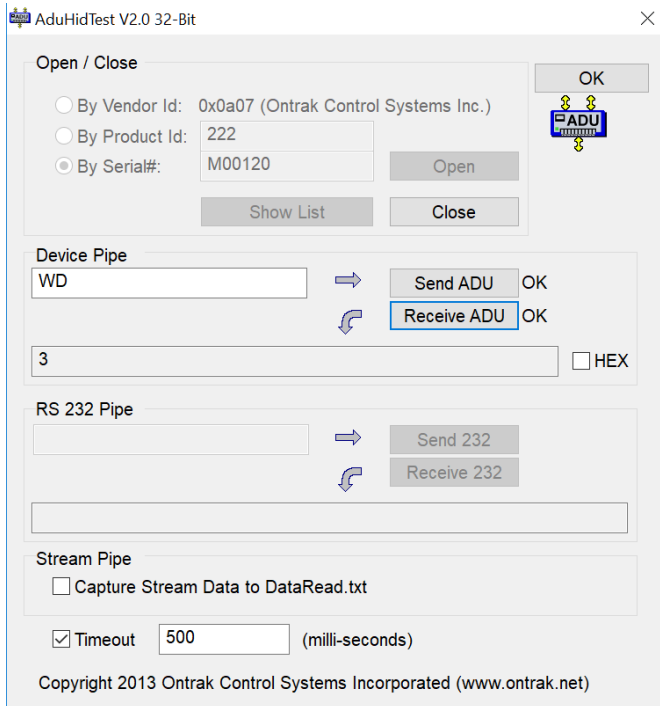 AduHidTest V2.0 32-Bit
Open / Close
OK
By Vendor Id: 0x0a07 (Ontrak Control Systems Inc.)
ADU
By Product Id: 222
By Serial#: M00120 Open
Show List Close
Device Pipe
WD Send ADU OK
Receive ADU OK
3 HEX
RS 232 Pipe
Send 232
Receive 232
Stream Pipe
Capture Stream Data to DataRead.txt
Timeout 500 (milli-seconds)
Copyright 2013 Ontrak Control Systems Incorporated (www.ontrak.net)